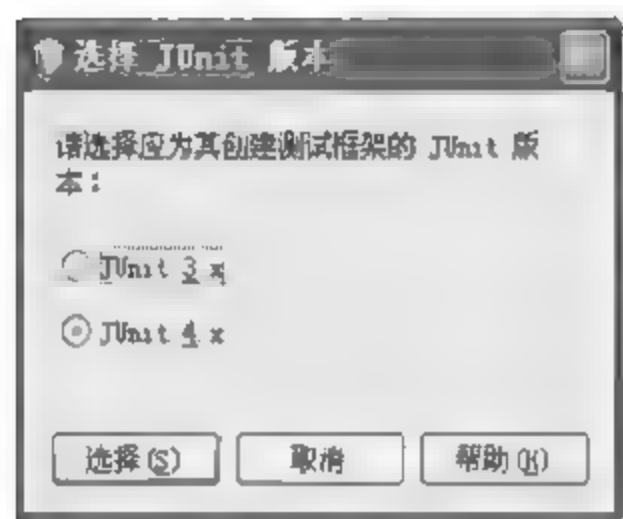 选择 JUnit 版本
请选择应为其创建测试框架的 JUnit 版
本：
JUnit 3 x
JUnit 4 x
选择(S)
取消
帮助(H)